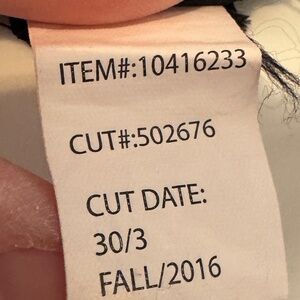 ITEM#:10416233
CUT#:502676
CUT DATE:
30/3
FALL/2016